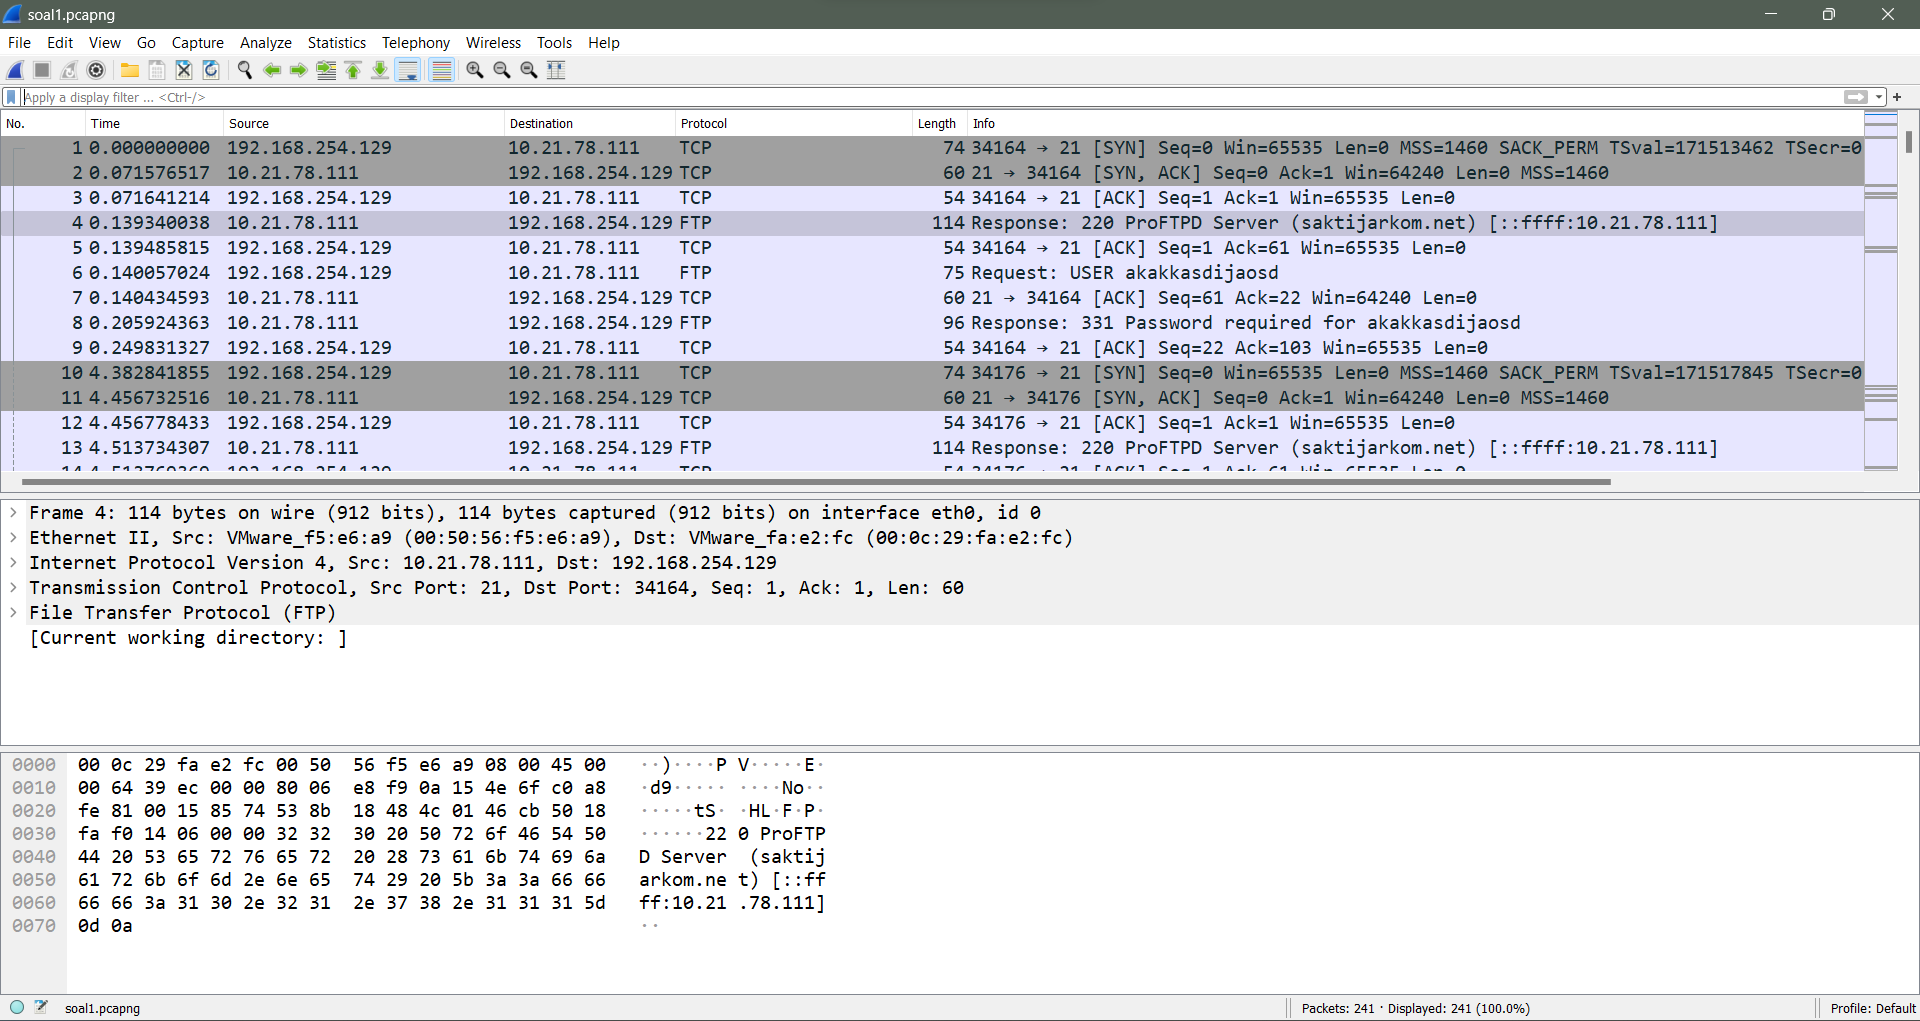 soal1.pcapng
File Edit View Go Capture Analyze Statistics Telephony Wireless Tools Help
Apply a display filter ... <Ctrl-/>
No. Time Source Destination Protocol Length Info
1 0.000000000 192.168.254.129 10.21.78.111 TCP 74 34164 → 21 [SYN] Seq=0 Win=65535 Len=0 MSS=1460 SACK_PERM TSval=171513462 TSecr=0
2 0.071576517 10.21.78.111 192.168.254.129 TCP 60 21 → 34164 [SYN, ACK] Seq=0 Ack=1 Win=64240 Len=0 MSS=1460
3 0.071641214 192.168.254.129 10.21.78.111 TCP 54 34164 → 21 [ACK] Seq=1 Ack=1 Win=65535 Len=0
4 0.139340038 10.21.78.111 192.168.254.129 FTP 114 Response: 220 ProFTPD Server (saktijarkom.net) [::ffff:10.21.78.111]
5 0.139485815 192.168.254.129 10.21.78.111 TCP 54 34164 → 21 [ACK] Seq=1 Ack=61 Win=65535 Len=0
6 0.140057024 192.168.254.129 10.21.78.111 FTP 75 Request: USER akakkasdijaosd
7 0.140434593 10.21.78.111 192.168.254.129 TCP 60 21 → 34164 [ACK] Seq=61 Ack=22 Win=64240 Len=0
8 0.205924363 10.21.78.111 192.168.254.129 FTP 96 Response: 331 Password required for akakkasdijaosd
9 0.249831327 192.168.254.129 10.21.78.111 TCP 54 34164 → 21 [ACK] Seq=22 Ack=103 Win=65535 Len=0
10 4.382841855 192.168.254.129 10.21.78.111 TCP 74 34176 → 21 [SYN] Seq=0 Win=65535 Len=0 MSS=1460 SACK_PERM TSval=171517845 TSecr=0
11 4.456732516 10.21.78.111 192.168.254.129 TCP 60 21 → 34176 [SYN, ACK] Seq=0 Ack=1 Win=64240 Len=0 MSS=1460
12 4.456778433 192.168.254.129 10.21.78.111 TCP 54 34176 → 21 [ACK] Seq=1 Ack=1 Win=65535 Len=0
13 4.513734307 10.21.78.111 192.168.254.129 FTP 114 Response: 220 ProFTPD Server (saktijarkom.net) [::ffff:10.21.78.111]
Frame 4: 114 bytes on wire (912 bits), 114 bytes captured (912 bits) on interface eth0, id 0
Ethernet II, Src: VMware_f5:e6:a9 (00:50:56:f5:e6:a9), Dst: VMware_fa:e2:fc (00:0c:29:fa:e2:fc)
Internet Protocol Version 4, Src: 10.21.78.111, Dst: 192.168.254.129
Transmission Control Protocol, Src Port: 21, Dst Port: 34164, Seq: 1, Ack: 1, Len: 60
File Transfer Protocol (FTP)
[Current working directory: ]
0000 00 0c 29 fa e2 fc 00 50 56 f5 e6 a9 08 00 45 00 ··)····P V·····E·
0010 00 64 39 ec 00 00 80 06 e8 f9 0a 15 4e 6f c0 a8 ·d9····· ····No··
0020 fe 81 00 15 85 74 53 8b 18 48 4c 01 46 cb 50 18 ·····tS· ·HL·F·P·
0030 fa f0 14 06 00 00 32 32 30 20 50 72 6f 46 54 50 ······22 0 ProFTP
0040 44 20 53 65 72 76 65 72 20 28 73 61 6b 74 69 6a D Server (saktij
0050 61 72 6b 6f 6d 2e 6e 65 74 29 20 5b 3a 3a 66 66 arkom.ne t) [::ff
0060 66 66 3a 31 30 2e 32 31 2e 37 38 2e 31 31 31 5d ff:10.21 .78.111]
0070 0d 0a ··
soal1.pcapng Packets: 241 · Displayed: 241 (100.0%) Profile: Default